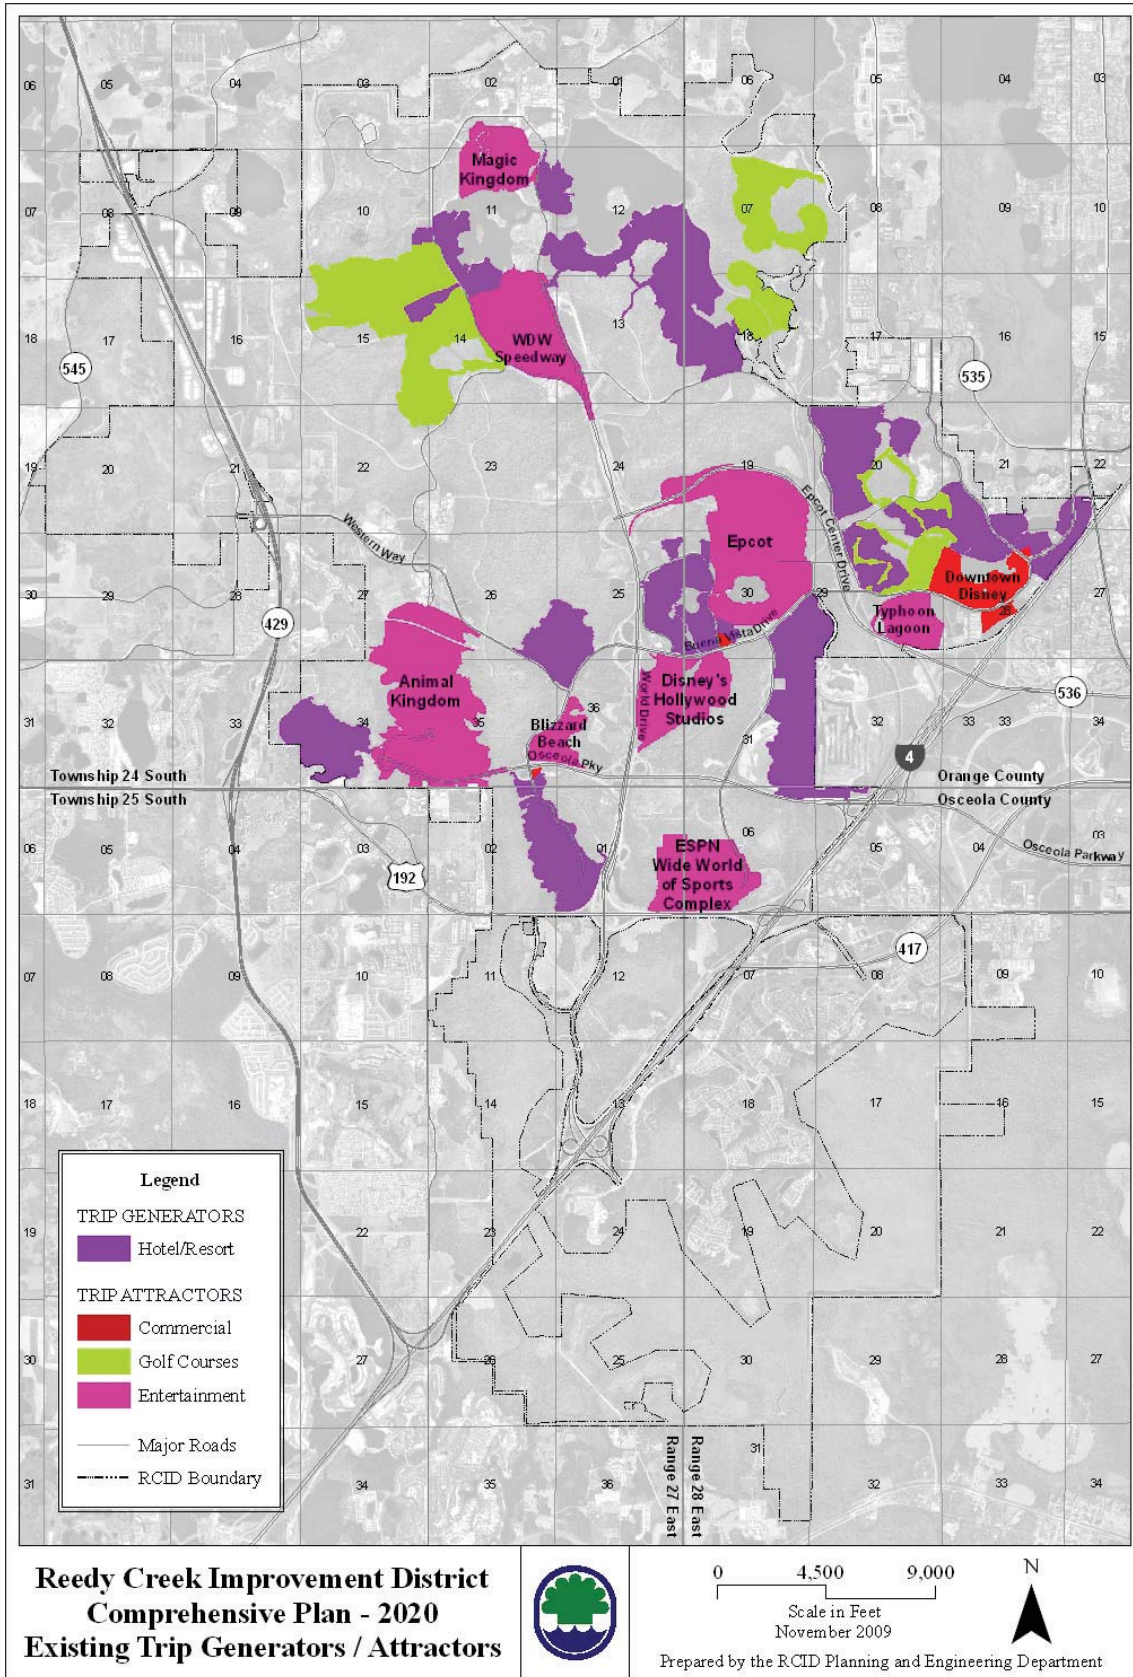 06
05
04
03
02
01
06
05
04
03
Magic
Kingdom
07
08
09
10
11
12
07
08
09
10
18
17
16
15
14
13
18
17
16
15
WDW
Speedway
545
535
19
20
21
22
23
24
19
20
21
22
Western Way
Epcot
Epcot Center Drive
30
29
28
27
26
25
30
29
28
27
429
Downtown
Disney
Typhoon
Lagoon
Buena Vista Drive
World Drive
Disney's
Hollywood
Studios
Animal
Kingdom
Blizzard
Beach
Osceola Pky
536
31
32
33
34
35
36
31
32
33
33
34
4
Township 24 South
Township 25 South
Orange County
Osceola County
06
05
04
03
02
01
06
05
04
03
Osceola Parkway
192
ESPN
Wide World
of Sports
Complex
417
07
08
09
10
11
12
07
08
09
10
18
17
16
15
14
13
17
16
15
19
22
23
24
19
20
21
22
30
27
26
25
30
29
28
27
31
34
35
36
31
32
33
34
Range 27 East
Range 28 East
Legend
TRIP GENERATORS
Hotel/Resort
TRIP ATTRACTORS
Commercial
Golf Courses
Entertainment
Major Roads
RCID Boundary
Reedy Creek Improvement District
Comprehensive Plan - 2020
Existing Trip Generators / Attractors
0 4,500 9,000
Scale in Feet
November 2009
N
Prepared by the RCID Planning and Engineering Department